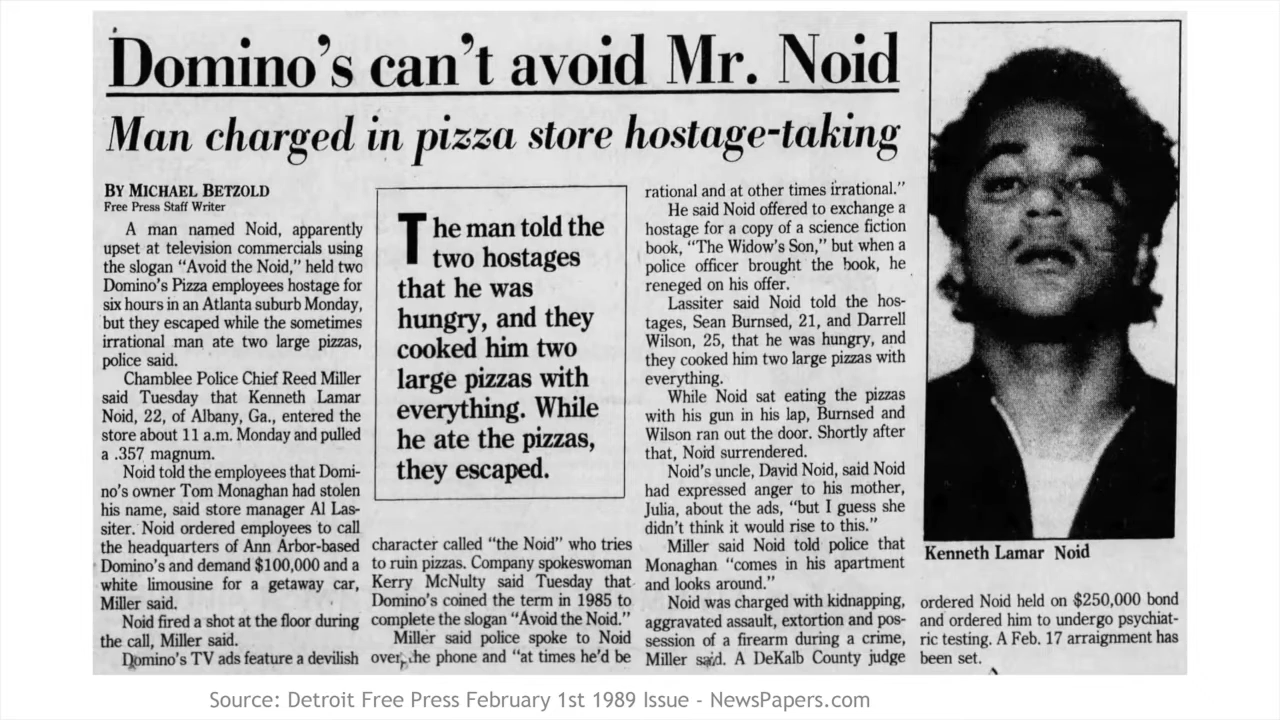 Domino's can't avoid Mr. Noid
Man charged in pizza store hostage-taking
BY MICHAEL BETZOLD
Free Press Staff Writer
A man named Noid, apparently
upset at television commercials using
the slogan “Avoid the Noid,” held two
Domino's Pizza employees hostage for
six hours in an Atlanta suburb Monday,
but they escaped while the sometimes
irrational man ate two large pizzas,
police said.
Chamblee Police Chief Reed Miller
said Tuesday that Kenneth Lamar
Noid, 22, of Albany, Ga., entered the
store about 11 a.m. Monday and pulled
a .357 magnum.
Noid told the employees that Domi-
no's owner Tom Monaghan had stolen
his name, said store manager Al Las-
siter. Noid ordered employees to call
the headquarters of Ann Arbor-based
Domino's and demand $100,000 and a
white limousine for a getaway car,
Miller said.
Noid fired a shot at the floor during
the call, Miller said.
Domino's TV ads feature a devilish
The man told the
two hostages
that he was
hungry, and they
cooked him two
large pizzas with
everything. While
he ate the pizzas,
they escaped.
character called “the Noid” who tries
to ruin pizzas. Company spokeswoman
Kerry McNulty said Tuesday that
Domino's coined the term in 1985 to
complete the slogan “Avoid the Noid.”
Miller said police spoke to Noid
over the phone and “at times he'd be
rational and at other times irrational.”
He said Noid offered to exchange a
hostage for a copy of a science fiction
book, “The Widow's Son,” but when a
police officer brought the book, he
reneged on his offer.
Lassiter said Noid told the hos-
tages, Sean Burnsed, 21, and Darrell
Wilson, 25, that he was hungry, and
they cooked him two large pizzas with
everything.
While Noid sat eating the pizzas
with his gun in his lap, Burnsed and
Wilson ran out the door. Shortly after
that, Noid surrendered.
Noid's uncle, David Noid, said Noid
had expressed anger to his mother,
Julia, about the ads, “but I guess she
didn't think it would rise to this.”
Miller said Noid told police that
Monaghan “comes in his apartment
and looks around.”
Noid was charged with kidnapping,
aggravated assault, extortion and pos-
session of a firearm during a crime,
Miller said. A DeKalb County judge
Kenneth Lamar Noid
ordered Noid held on $250,000 bond
and ordered him to undergo psychiat-
ric testing. A Feb. 17 arraignment has
been set.
Source: Detroit Free Press February 1st 1989 Issue - NewsPapers.com